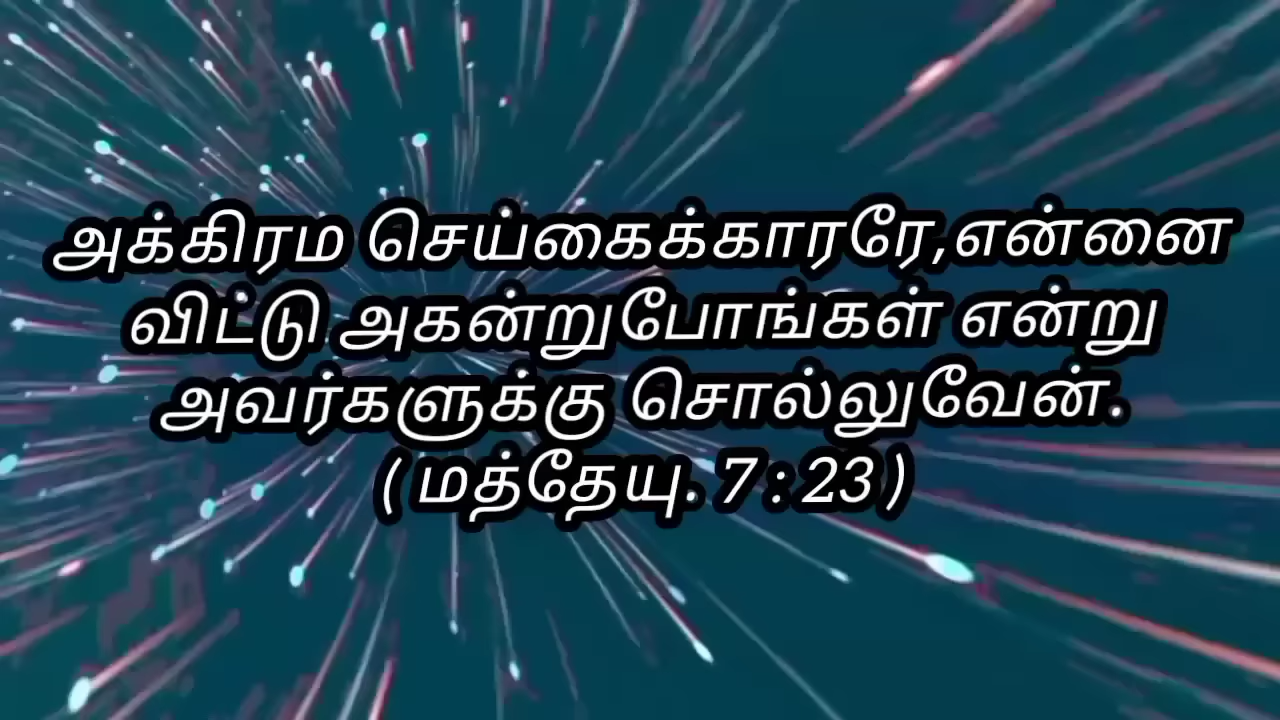 அக்கிரம செய்கைக்காரரே,என்னை
விட்டு அகன்றுபோங்கள் என்று
அவர்களுக்கு சொல்லுவேன்.
( மத்தேயு. 7 : 23 )